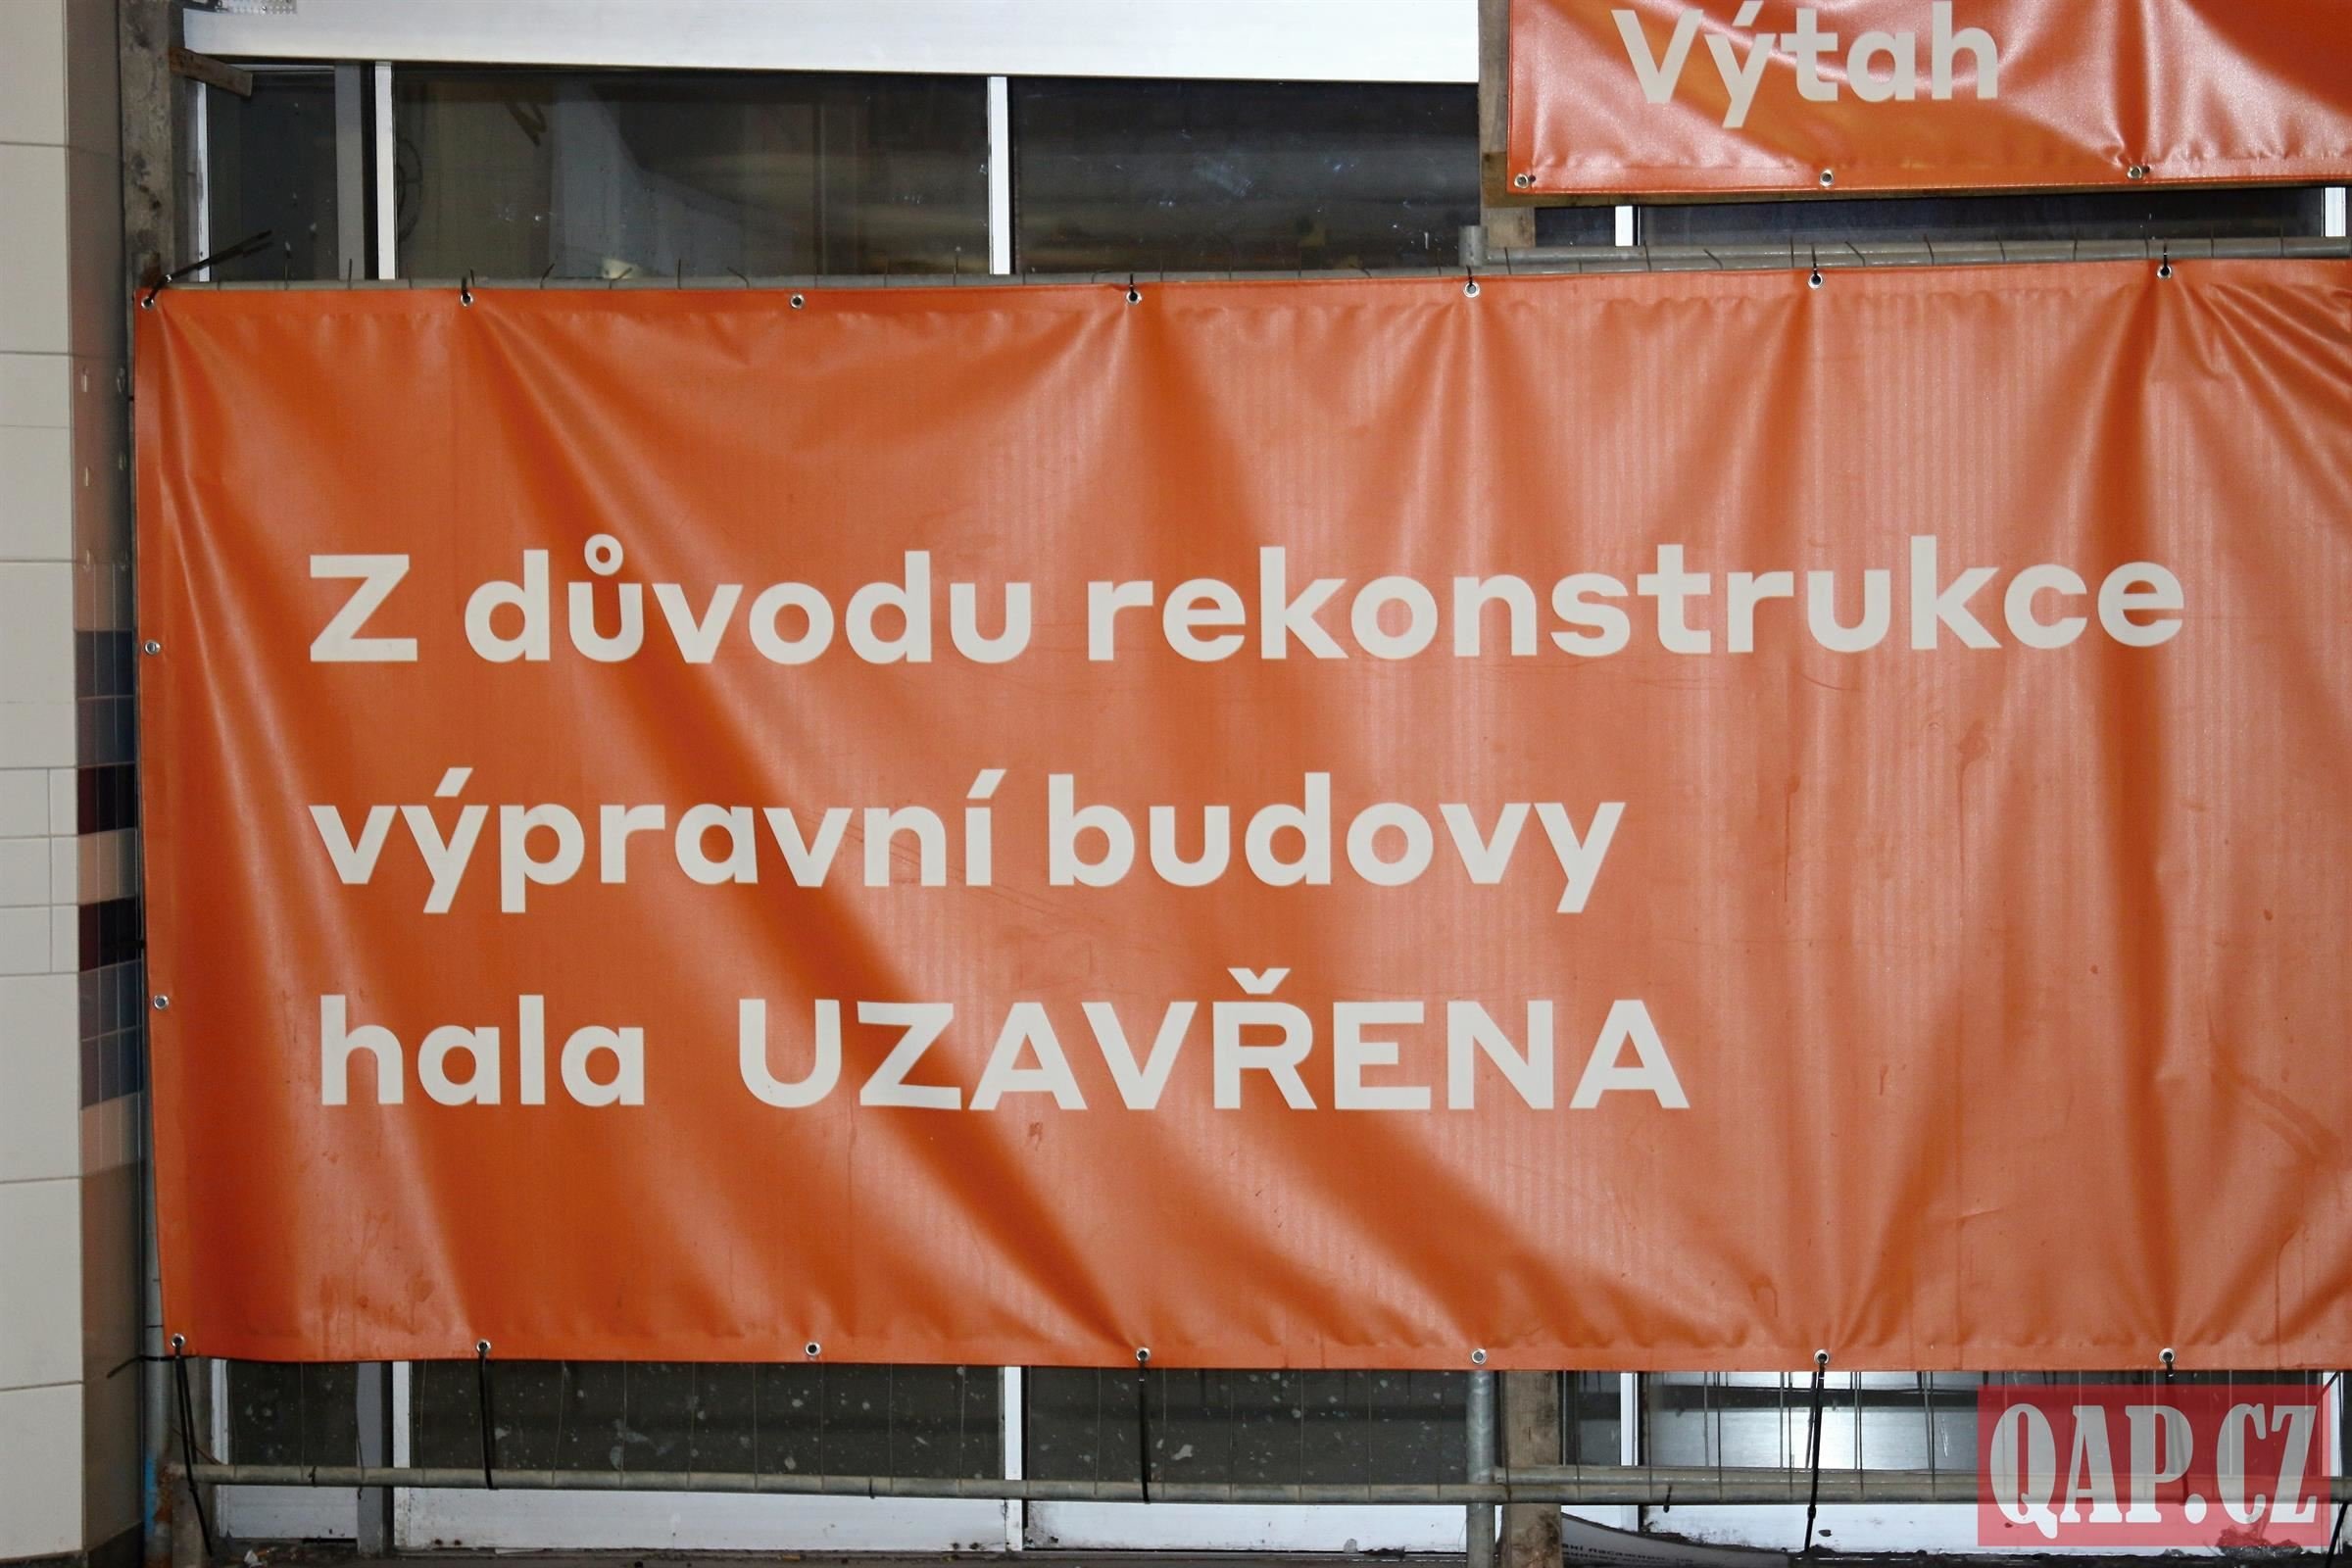 Výtah
Z důvodu rekonstrukce
výpravní budovy
hala UZAVŘENA
QAP.CZ